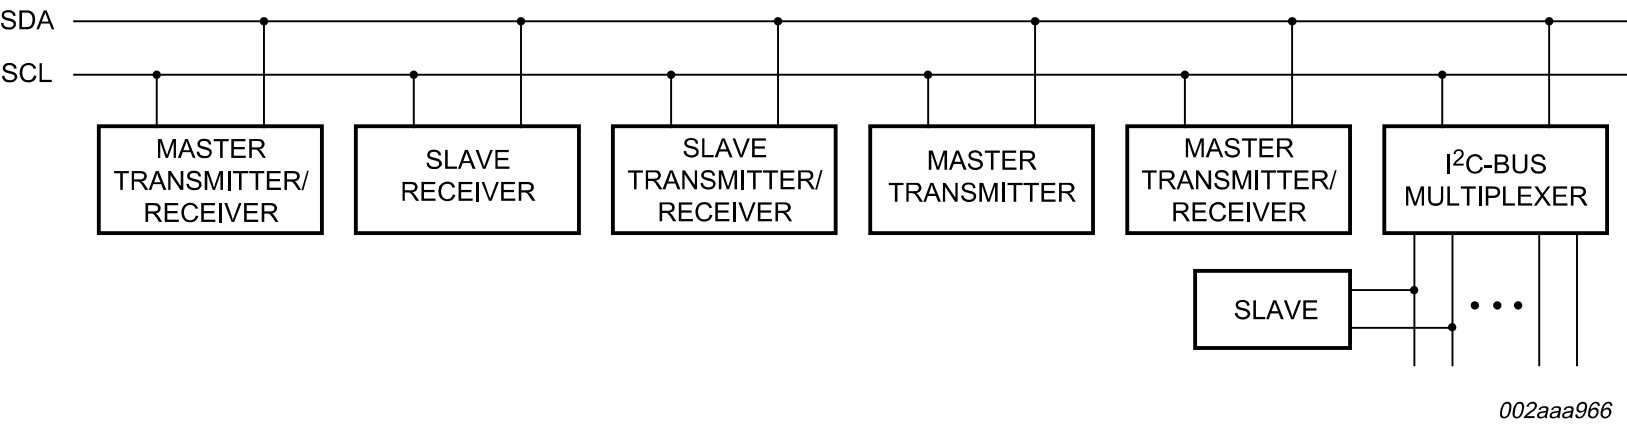 SDA
SCL
MASTER
TRANSMITTER/
RECEIVER
SLAVE
RECEIVER
SLAVE
TRANSMITTER/
RECEIVER
MASTER
TRANSMITTER
MASTER
TRANSMITTER/
RECEIVER
I²C-BUS
MULTIPLEXER
SLAVE
002aaa966